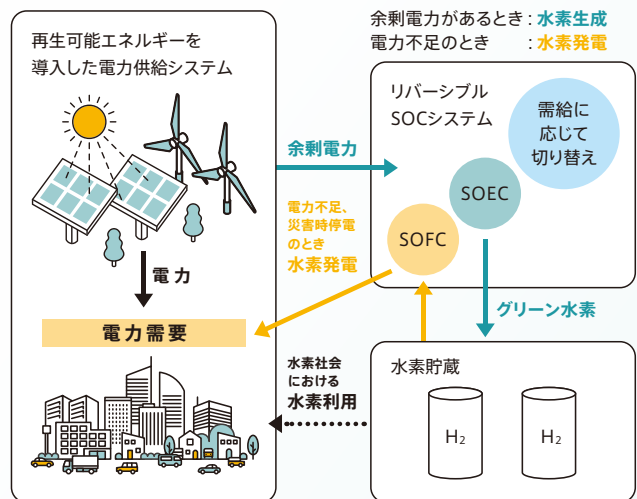 余剰電力があるとき：水素生成
電力不足のとき：水素発電
再生可能エネルギーを
導入した電力供給システム
リバーシブル
SOCシステム
需給に
応じて
切り替え
余剰電力
SOEC
SOFC
電力不足、
災害時停電
のとき
水素発電
電力
グリーン水素
電力需要
水素社会
における
水素利用
水素貯蔵
H₂
H₂